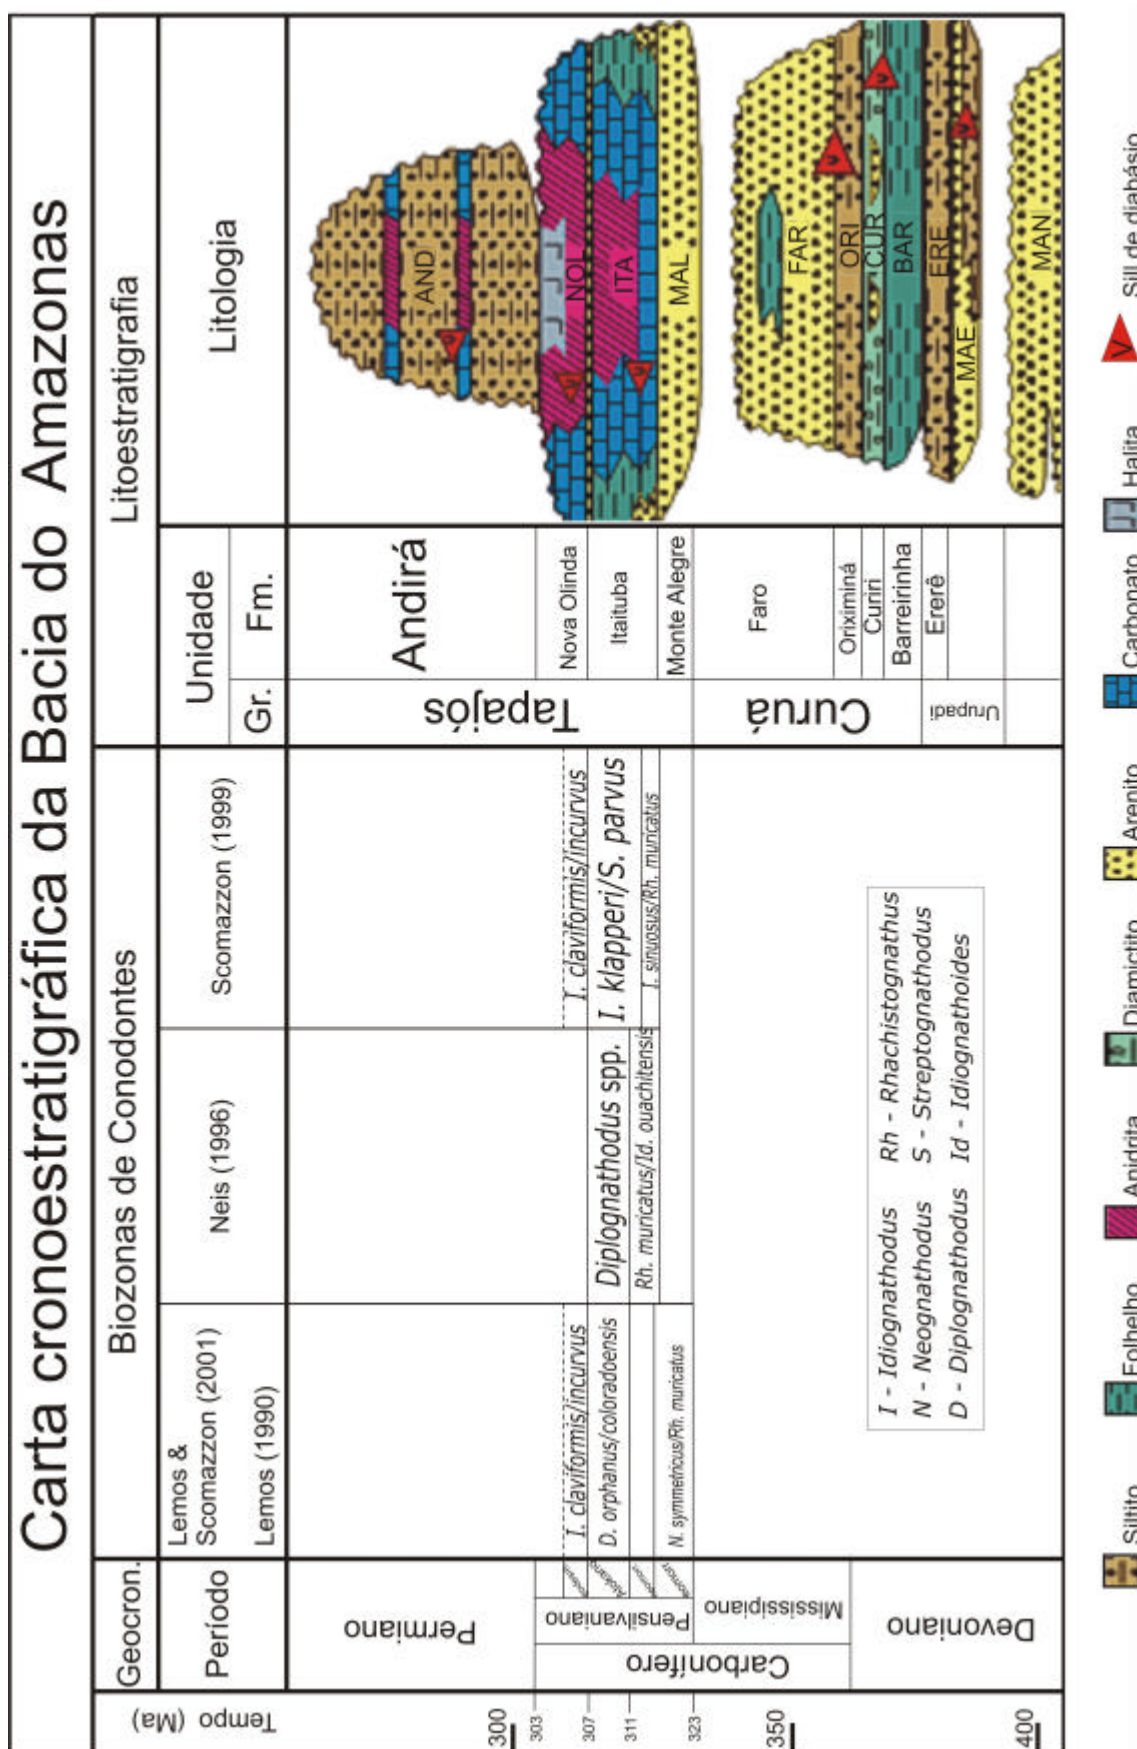 Carta cronoestratigráfica da Bacia do Amazonas
Geocron.
Biozonas de Conodontes
Litoestratigrafia
Tempo (Ma)
Período
Lemos &
Scomazzon (2001)
Lemos (1990)
Neis (1996)
Scomazzon (1999)
Unidade
Gr.
Fm.
Litologia
300
303
307
311
323
350
400
Permiano
Carbonífero
Pensilvaniano
Mississipiano
Devoniano
Atokano
I. claviformis/incurvus
D. orphanus/coloradoensis
N. symmetricus/Rh. muricatus
Diplognathodus spp.
Rh. muricatus/Id. ouachitensis
I. claviformis/incurvus
I. klapperi/S. parvus
I. sinuosus/Rh. muricatus
Tapajós
Curuá
Urupadi
Andirá
Nova Olinda
Itaituba
Monte Alegre
Faro
Oriximiná
Curiri
Barreirinha
Ererê
AND
NOL
ITA
MAL
FAR
ORI
CUR
BAR
ERE
MAE
MAN
I - Idiognathodus Rh - Rhachistognathus
N - Neognathodus S - Streptognathodus
D - Diplognathodus Id - Idiognathoides
Siltito
Folhelho
Anidrita
Diamictito
Arenito
Carbonato
Halita
Sill de diabásio